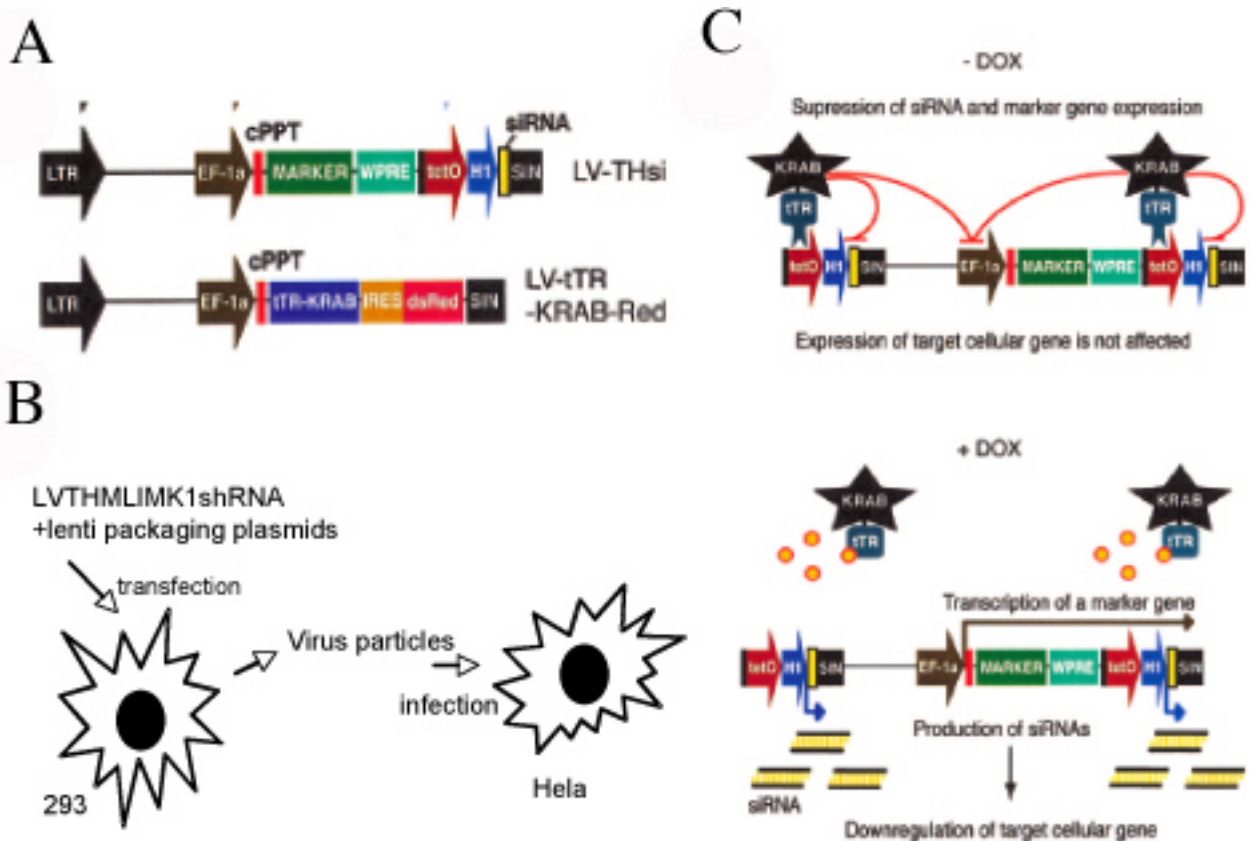 A
cPPT
siRNA
LTR
EF-1a
MARKER
WPRE
tetO
H1
SIN
LV-THsi
cPPT
LTR
EF-1a
tTR-KRAB
IRES
dsRed
SIN
LV-tTR
-KRAB-Red
B
LVTHMLIMK1shRNA
+lenti packaging plasmids
transfection
Virus particles
infection
293
Hela
C
- DOX
Supression of siRNA and marker gene expression
KRAB
KRAB
tTR
tTR
tetO
H1
SIN
EF-1a
MARKER
WPRE
tetO
H1
SIN
Expression of target cellular gene is not affected
+ DOX
KRAB
KRAB
tTR
tTR
Transcription of a marker gene
tetO
H1
SIN
EF-1a
MARKER
WPRE
tetO
H1
SIN
Production of siRNAs
siRNA
Downregulation of target cellular gene